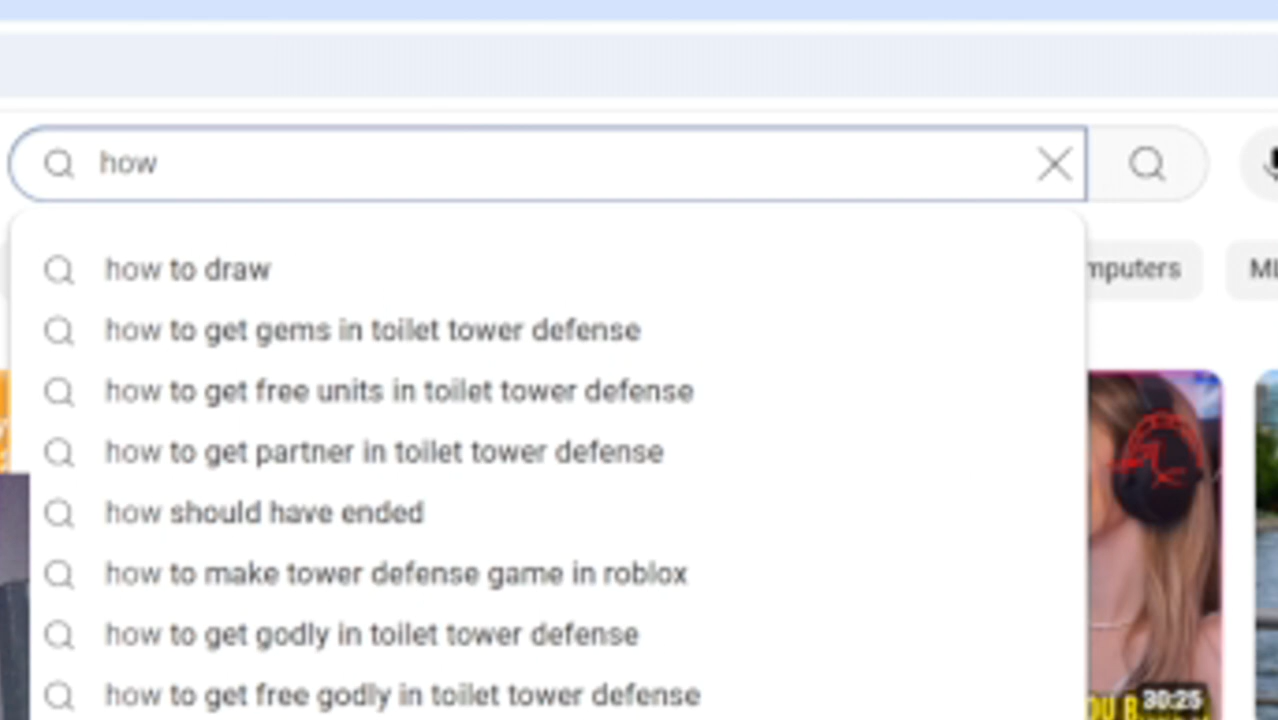 how
how to draw
mputers
how to get gems in toilet tower defense
how to get free units in toilet tower defense
how to get partner in toilet tower defense
how should have ended
how to make tower defense game in roblox
how to get godly in toilet tower defense
how to get free godly in toilet tower defense
30:25